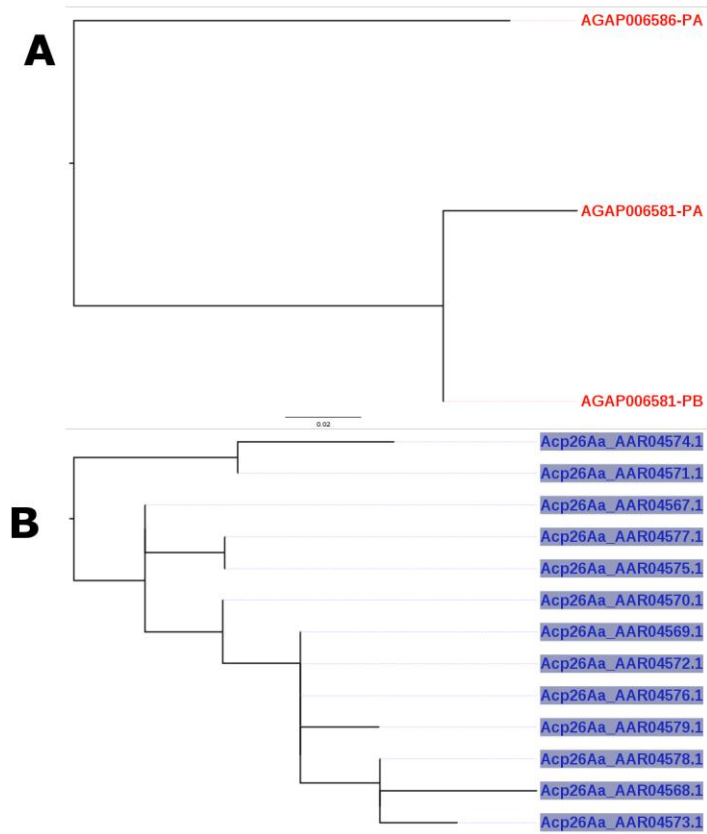 A
AGAP006586-PA
AGAP006581-PA
AGAP006581-PB
0.02
B
Acp26Aa_AAR04574.1
Acp26Aa_AAR04571.1
Acp26Aa_AAR04567.1
Acp26Aa_AAR04577.1
Acp26Aa_AAR04575.1
Acp26Aa_AAR04570.1
Acp26Aa_AAR04569.1
Acp26Aa_AAR04572.1
Acp26Aa_AAR04576.1
Acp26Aa_AAR04579.1
Acp26Aa_AAR04578.1
Acp26Aa_AAR04568.1
Acp26Aa_AAR04573.1